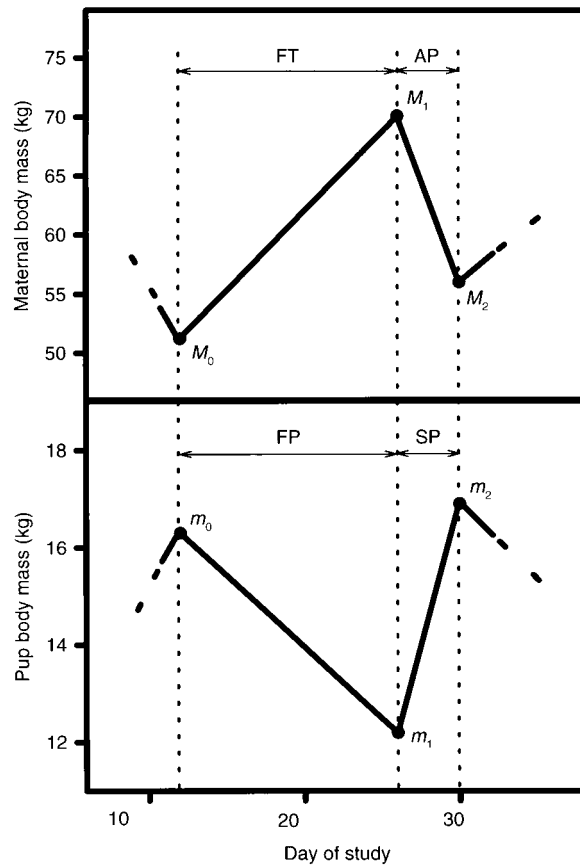 FT
AP
75
70
65
60
55
50
Maternal body mass (kg)
M0
M1
M2
FP
SP
18
16
14
12
Pup body mass (kg)
m0
m1
m2
10
20
30
Day of study